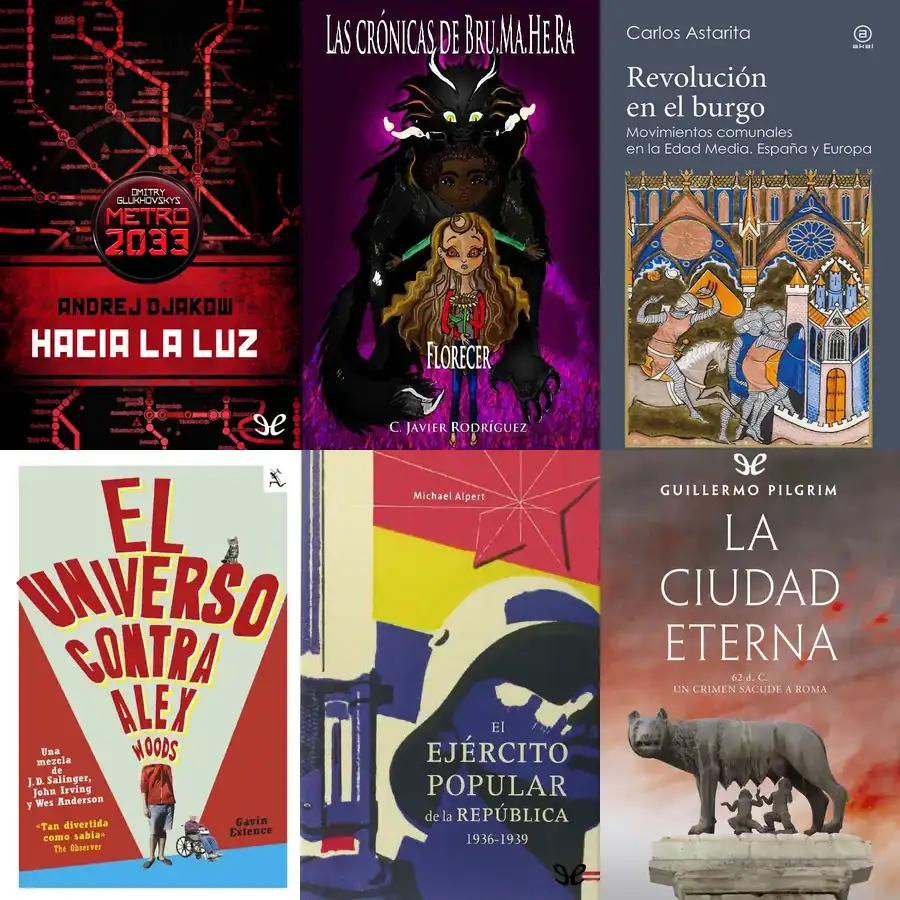 DMITRY
GLUKHOVSKYS
METRO
2033
ANDREJ DJAKOW
HACIA LA LUZ
LAS CRÓNICAS DE BRU.MA.HE.RA
FLORECER
C. JAVIER RODRÍGUEZ
Carlos Astarita
akal
Revolución
en el burgo
Movimientos comunales
en la Edad Media. España y Europa
EL
UNIVERSO
CONTRA
ALEX
WOODS
Una
mezcla
de
J.D. Salinger,
John Irving
y Wes Anderson
«Tan divertida
como sabia»
The Observer
Gavin
Extence
Michael Alpert
El
EJÉRCITO
POPULAR
de la REPÚBLICA
1936-1939
GUILLERMO PILGRIM
LA
CIUDAD
ETERNA
62 d. C.
UN CRIMEN SACUDE A ROMA